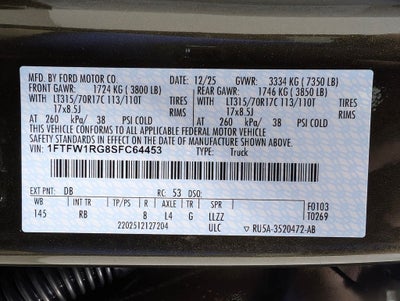 MFD. BY FORD MOTOR CO. 12/25 GVWR: 3334 KG ( 7350 LB)
FRONT GAWR: 1724 KG ( 3800 LB) REAR GAWR: 1746 KG ( 3850 LB)
WITH LT315/70R17C 113/110T TIRES WITH LT315/70R17C 113/110T TIRES
17x8.5J RIMS 17x8.5J RIMS
AT 260 kPa/ 38 PSI COLD AT 260 kPa/ 38 PSI COLD
THIS VEHICLE CONFORMS TO ALL APPLICABLE FEDERAL MOTOR VEHICLE
SAFETY STANDARDS IN EFFECT ON THE DATE OF MANUFACTURE SHOWN ABOVE.
VIN: 1FTFW1RG8SFC64453 TYPE: Truck
EXT PNT: DB RC: 53 DSO: F0103
T0269
WB BRK INT TR TP/PS R AXLE TR SPR
145 RB 8 L4 G LLZZ
2202512127204 ULC RU5A-3520472-AB